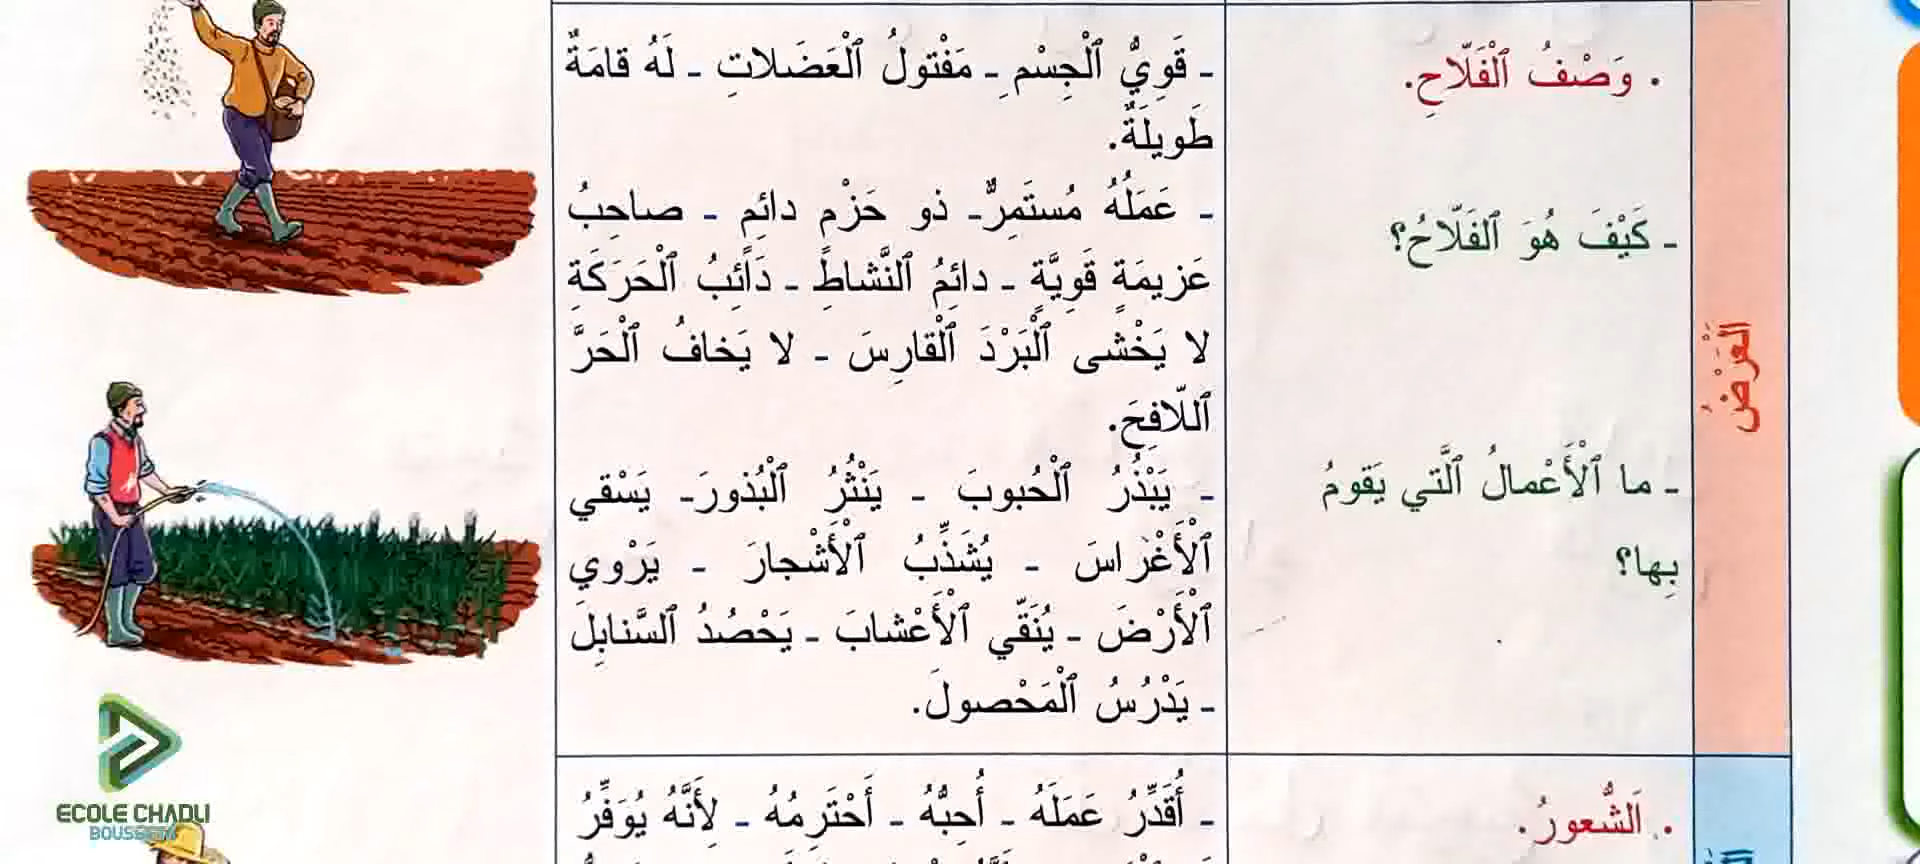 العَرْضُ
. وَصْفُ ٱلْفَلّاحِ.
ـ كَيْفَ هُوَ ٱلفَلّاحُ؟
ـ ما ٱلْأَعْمالُ ٱلَّتي يَقومُ
بِها؟
ـ قَوِيُّ ٱلْجِسْمِ ـ مَفْتولُ ٱلْعَضَلاتِ ـ لَهُ قامَةٌ
طَويلَةٌ.
ـ عَمَلُهُ مُستَمِرٌّ ـ ذو حَزْمٍ دائِمٍ ـ صاحِبُ
عَزيمَةٍ قَوِيَّةٍ ـ دائِمُ ٱلنَّشاطِ ـ دَائِبُ ٱلْحَرَكَةِ
لا يَخْشى ٱلْبَرْدَ ٱلْقارِسَ ـ لا يَخافُ ٱلْحَرَّ
ٱللّافِحَ.
ـ يَبْذُرُ ٱلْحُبوبَ ـ يَنْثُرُ ٱلْبُذورَ ـ يَسْقي
ٱلْأَغْراسَ ـ يُشَذِّبُ ٱلْأَشْجارَ ـ يَرْوي
ٱلْأَرْضَ ـ يُنَقّي ٱلْأَعْشابَ ـ يَحْصُدُ ٱلسَّنابِلَ
ـ يَدْرُسُ ٱلْمَحْصولَ.
. اَلشُّعورُ.
ـ أُقَدِّرُ عَمَلَهُ ـ أُحِبُّهُ ـ أَحْتَرِمُهُ ـ لِأَنَّهُ يُوَفِّرُ
ECOLE CHADLI